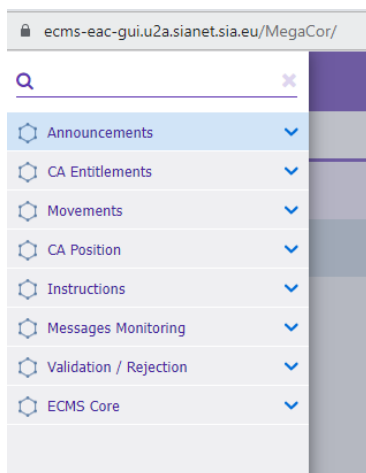 ecms-eac-gui.u2a.sianet.sia.eu/MegaCor/
Announcements
CA Entitlements
Movements
CA Position
Instructions
Messages Monitoring
Validation / Rejection
ECMS Core